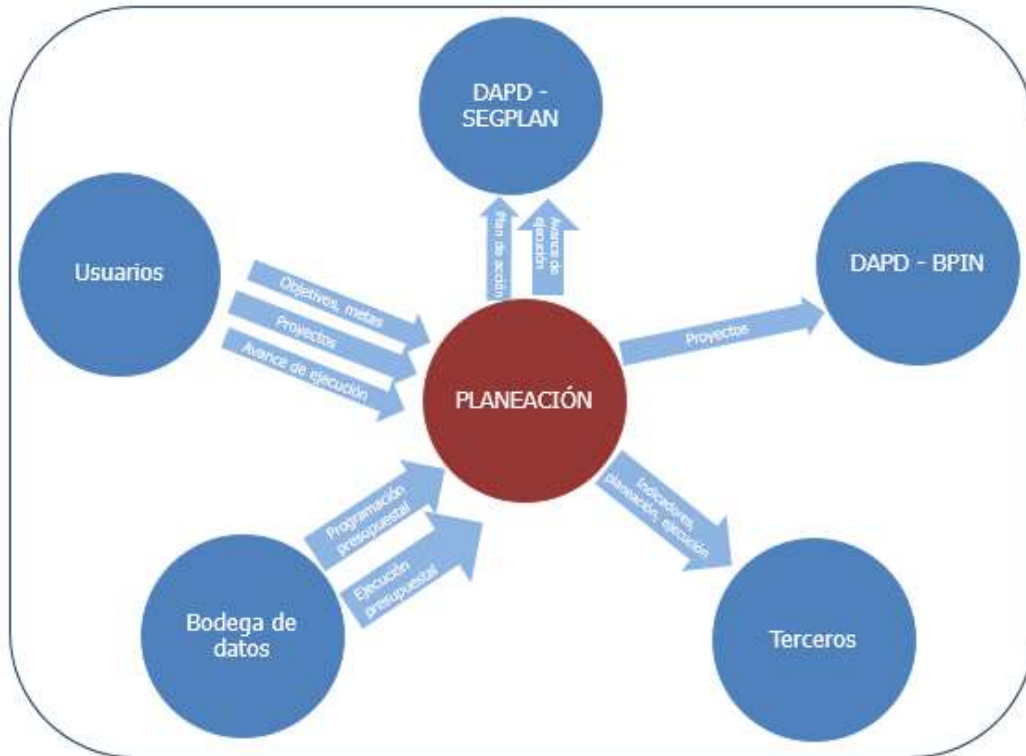 DAPD -
SEGPLAN
Usuarios
DAPD - BPIN
Plan de acción
Avance de
ejecución
Objetivos, metas
Proyectos
Avance de ejecución
Proyectos
PLANEACIÓN
Programación
presupuestal
Ejecución
presupuestal
Indicadores,
planeación, ejecución
Bodega de
datos
Terceros